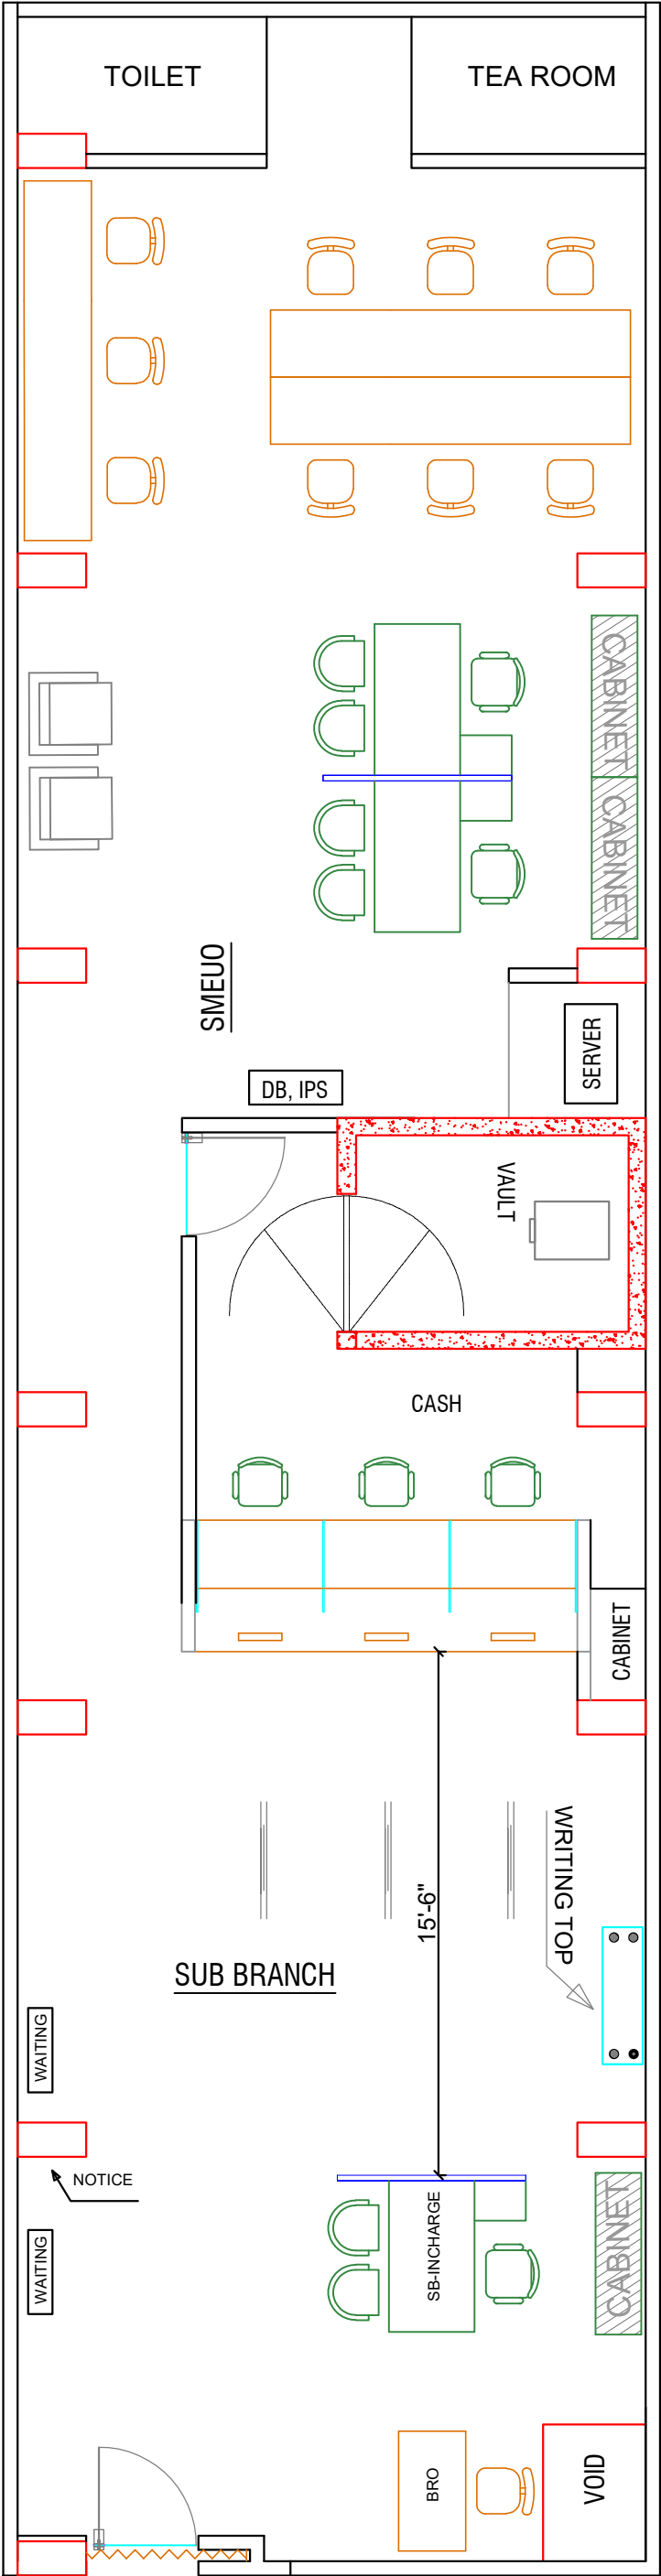 TOILET
TEA ROOM
CABINET
CABINET
SMEUO
SERVER
DB, IPS
VAULT
CASH
CABINET
WRITING TOP
15'-6"
SUB BRANCH
WAITING
NOTICE
SB-INCHARGE
CABINET
WAITING
BRO
VOID